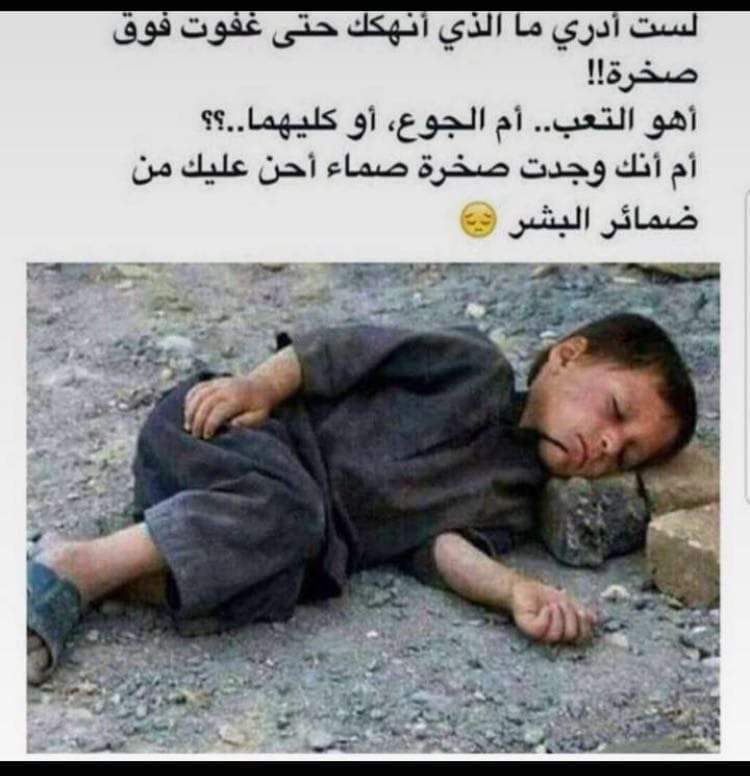 لست أدري ما الذي أنهكك حتى غفوت فوق
صخرة!!
أهو التعب.. أم الجوع، أو كليهما..؟؟
أم أنك وجدت صخرة صماء أحن عليك من
ضمائر البشر 😔